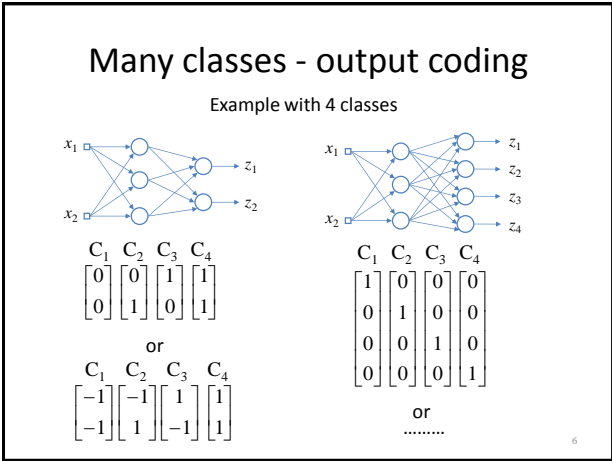 Many classes - output coding
Example with 4 classes
x₁
x₂
z₁
z₂
C₁ C₂ C₃ C₄
[0 [0 [1 [1
0] 1] 0] 1]
or
C₁ C₂ C₃ C₄
[−1 [−1 [1 [1
−1] 1] −1] 1]
x₁
x₂
z₁
z₂
z₃
z₄
C₁ C₂ C₃ C₄
1 0 0 0
0 1 0 0
0 0 1 0
0 0 0 1
or
.........
6